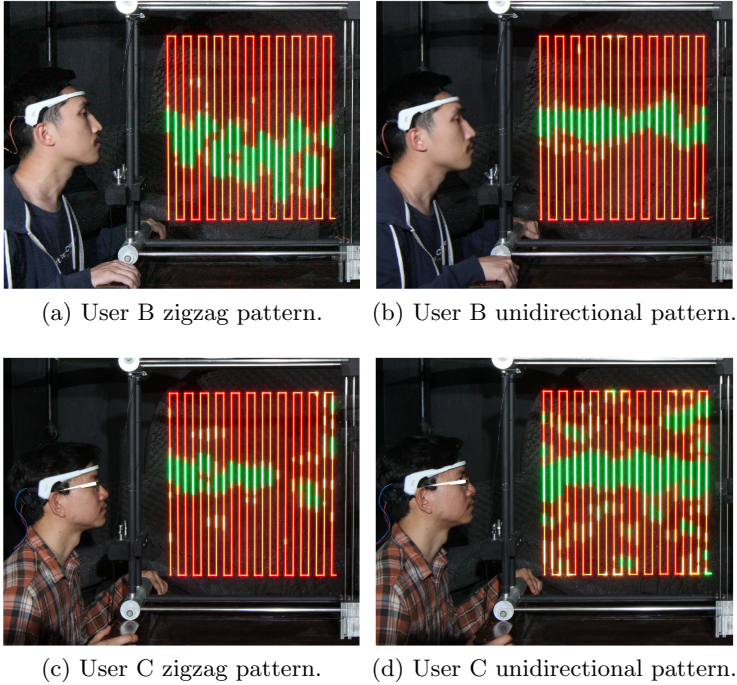 (a) User B zigzag pattern.
(b) User B unidirectional pattern.
(c) User C zigzag pattern.
(d) User C unidirectional pattern.